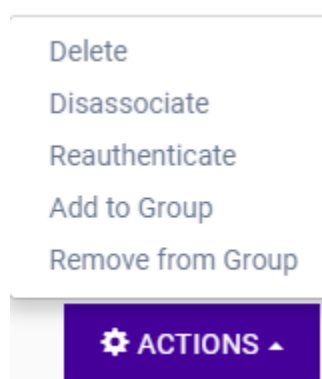 Delete
Disassociate
Reauthenticate
Add to Group
Remove from Group
ACTIONS